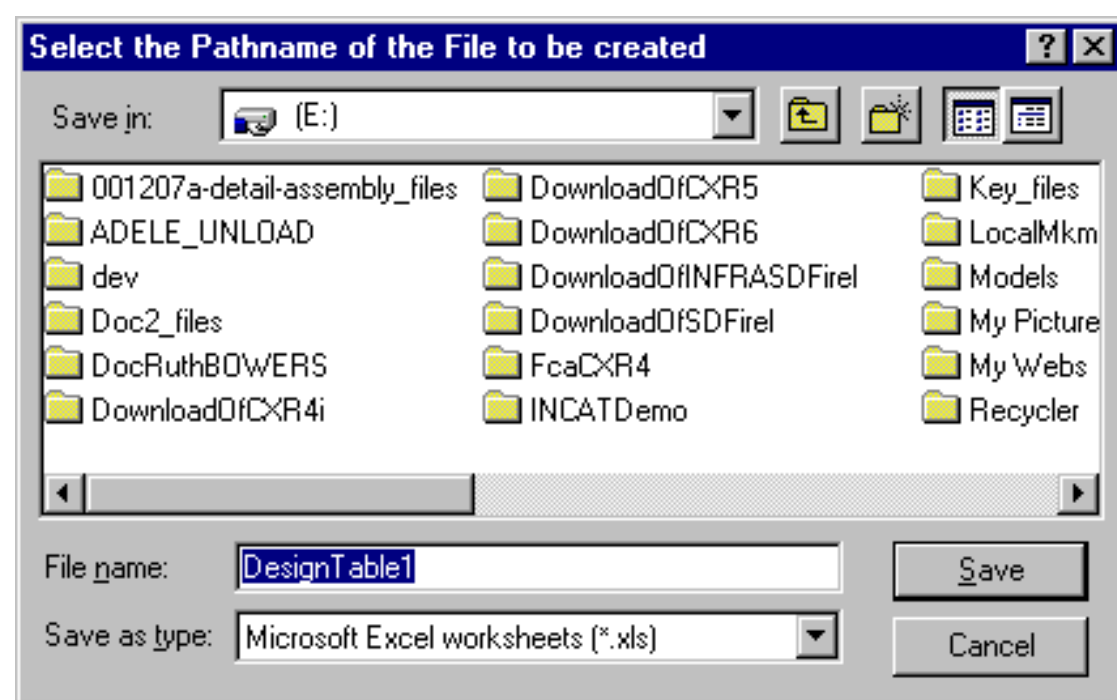 Select the Pathname of the File to be created
Save in: (E:)
001207a-detail-assembly_files DownloadOfCXR5 Key_files
ADELE_UNLOAD DownloadOfCXR6 LocalMkm
dev DownloadOfINFRASDFirel Models
Doc2_files DownloadOfSDFirel My Picture
DocRuthBOWERS FcaCXR4 My Webs
DownloadOfCXR4i INCATDemo Recycler
File name: DesignTable1 Save
Save as type: Microsoft Excel worksheets (*.xls) Cancel